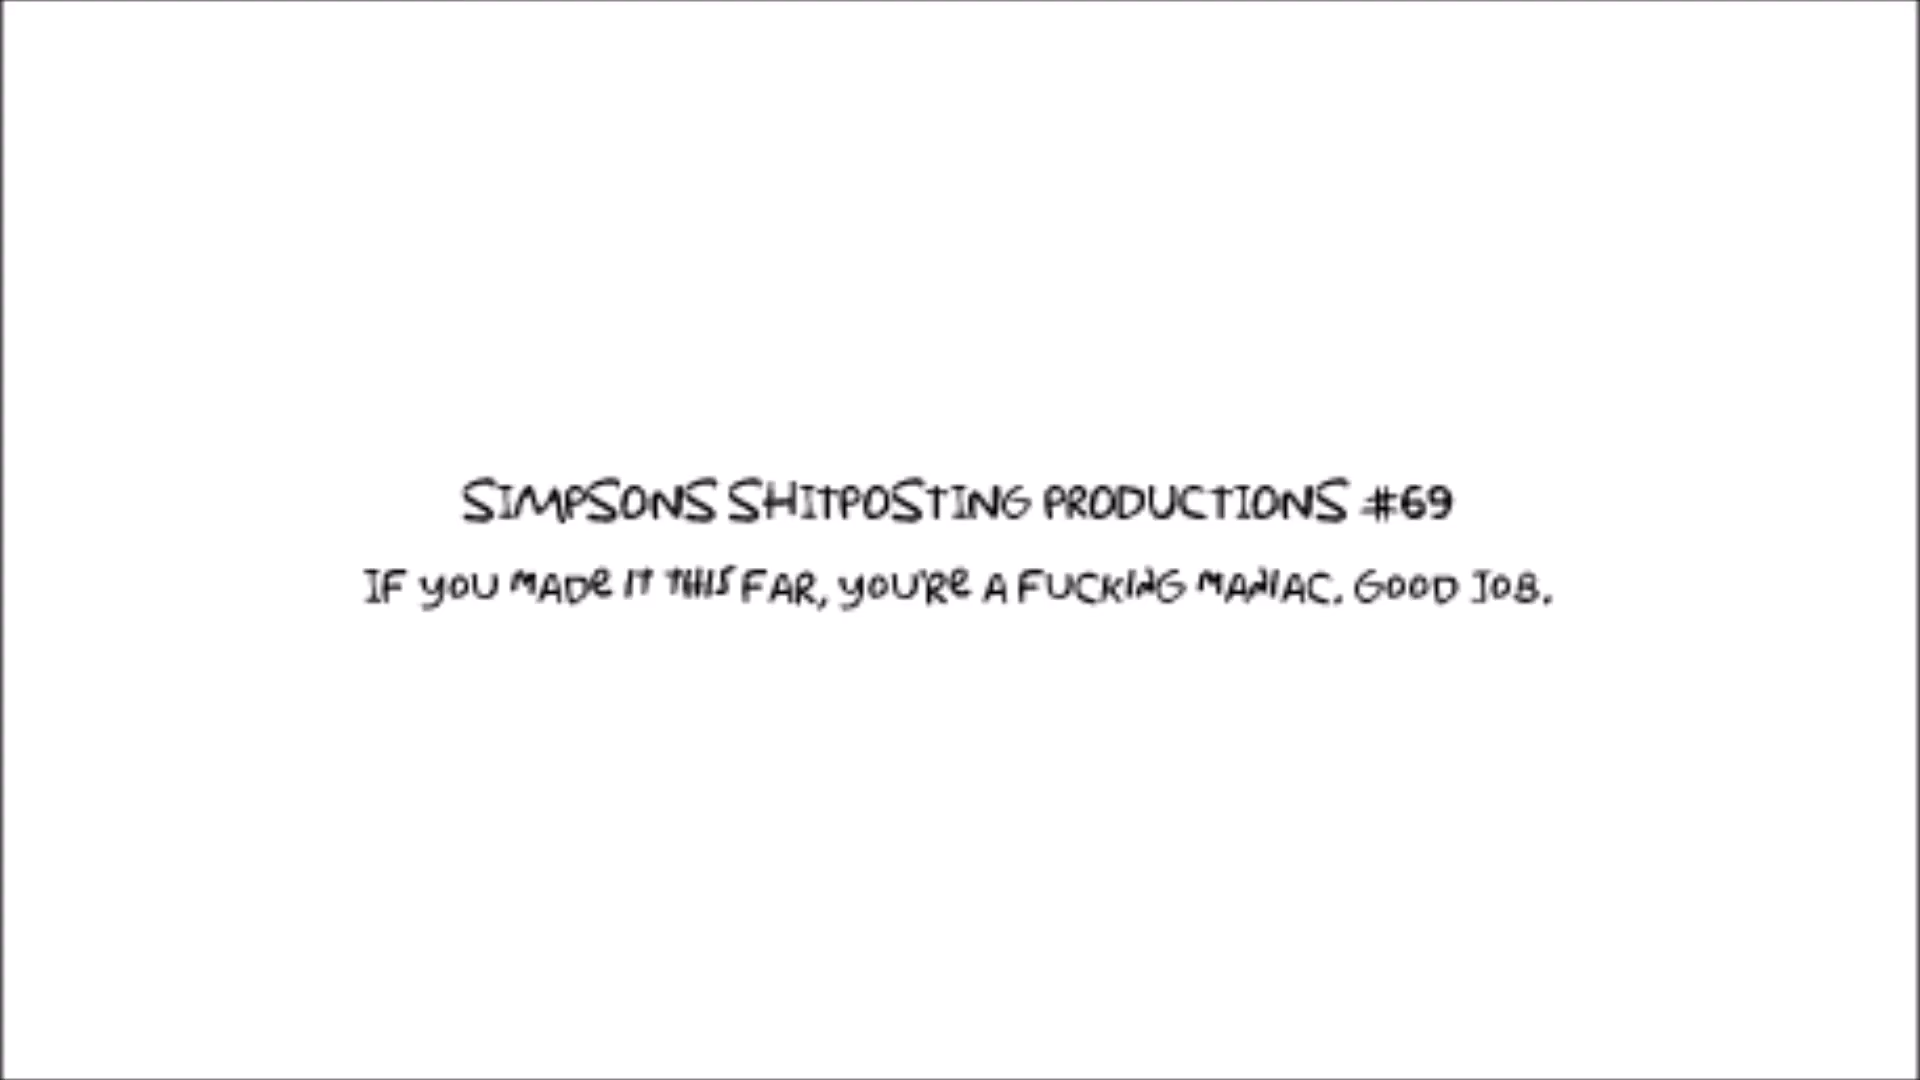 SIMPSONS SHITPOSTING PRODUCTIONS #69
IF YOU MADE IT THIS FAR, YOU'RE A FUCKING MANIAC. GOOD JOB.